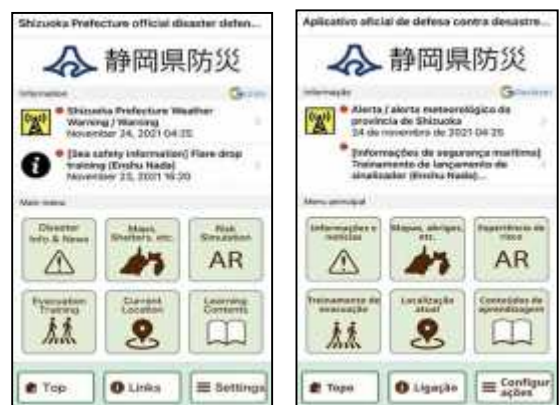 Shizuoka Prefecture official disaster defen...
静岡県防災
Information
Shizuoka Prefecture Weather
Warning / Warning
November 24, 2021 04:25
[Sea safety information] Flare drop
training (Enshu Nada)
November 23, 2021 16:20
Main menu
Disaster
Info & News
Maps,
Shelters, etc.
Risk
Simulation
AR
Evacuation
Training
Current
Location
Learning
Contents
Top
Links
Settings
Aplicativo oficial de defesa contra desastre...
静岡県防災
Informação
Alerta / alerta meteorológico da
província de Shizuoka
24 de novembro de 2021 04:25
[Informações de segurança marítima]
Treinamento de lançamento de
sinalizador (Enshu Nada)...
Menu principal
Informações e
notícias
Mapas, abrigos,
etc.
Experiência de
risco
AR
Treinamento de
evacuação
Localização
atual
Conteúdos de
aprendizagem
Topo
Ligação
Configur
ações